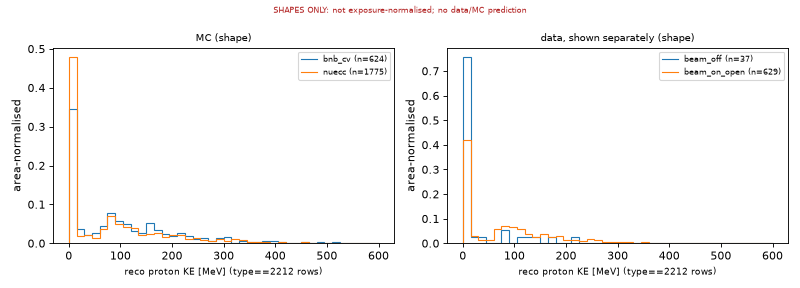 SHAPES ONLY: not exposure-normalised; no data/MC prediction
MC (shape)
area-normalised
0.5
0.4
0.3
0.2
0.1
0.0
bnb_cv (n=624)
nuecc (n=1775)
0 100 200 300 400 500 600
reco proton KE [MeV] (type==2212 rows)
data, shown separately (shape)
area-normalised
0.7
0.6
0.5
0.4
0.3
0.2
0.1
0.0
beam_off (n=37)
beam_on_open (n=629)
0 100 200 300 400 500 600
reco proton KE [MeV] (type==2212 rows)